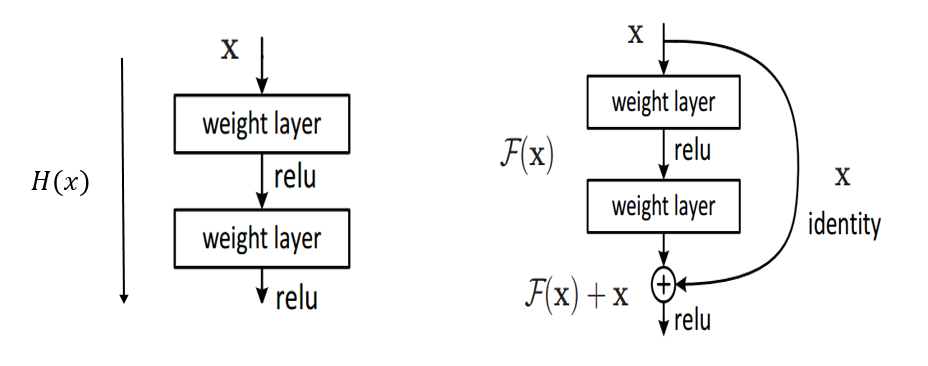 x
weight layer
relu
H(x)
weight layer
relu
x
weight layer
relu
F(x)
weight layer
x
identity
F(x) + x
+
relu